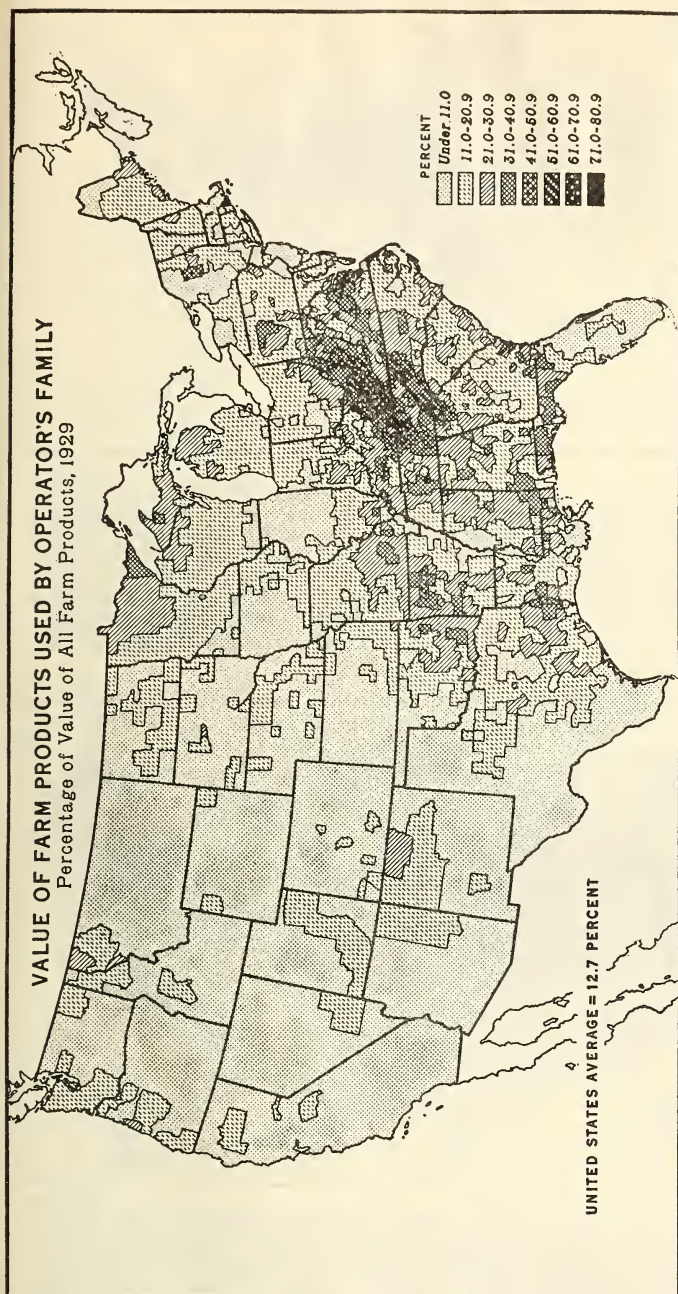 VALUE OF FARM PRODUCTS USED BY OPERATOR'S FAMILY
Percentage of Value of All Farm Products, 1929
PERCENT
Under 11.0
11.0-20.9
21.0-30.9
31.0-40.9
41.0-50.9
51.0-60.9
61.0-70.9
71.0-80.9
UNITED STATES AVERAGE = 12.7 PERCENT